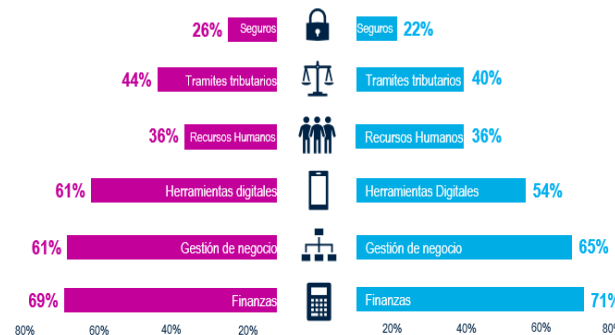 26% Seguros Seguros 22%
44% Tramites tributarios Tramites tributarios 40%
36% Recursos Humanos Recursos Humanos 36%
61% Herramientas digitales Herramientas Digitales 54%
61% Gestión de negocio Gestión de negocio 65%
69% Finanzas Finanzas 71%
80% 60% 40% 20% 20% 40% 60% 80%